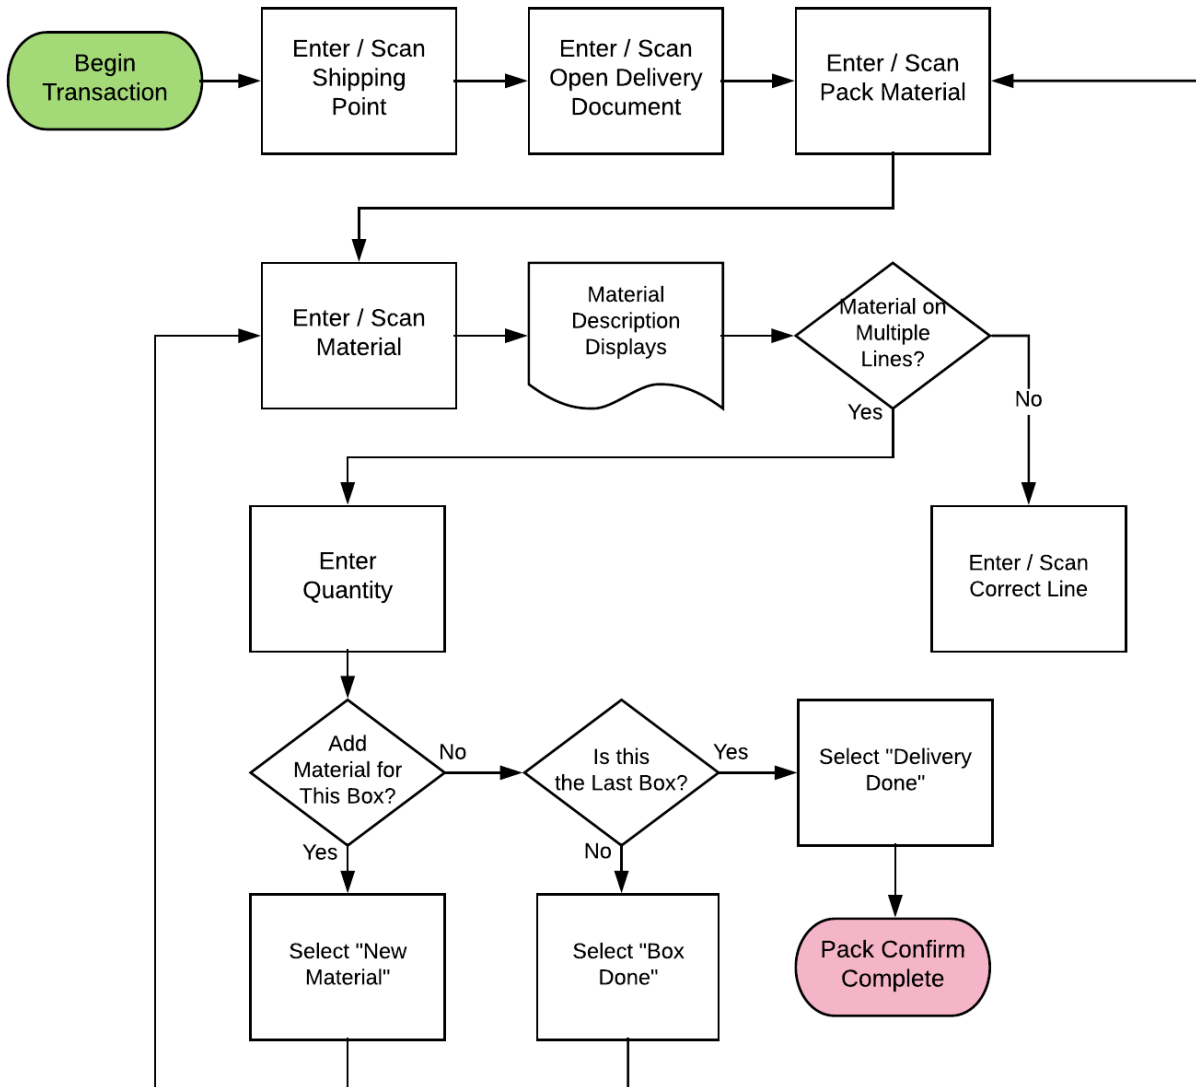 Begin
Transaction
Enter / Scan
Shipping
Point
Enter / Scan
Open Delivery
Document
Enter / Scan
Pack Material
Enter / Scan
Material
Material
Description
Displays
Material on
Multiple
Lines?
Yes
No
Enter
Quantity
Enter / Scan
Correct Line
Add
Material for
This Box?
No
Yes
Is this
the Last Box?
Yes
No
Select "Delivery
Done"
Select "New
Material"
Select "Box
Done"
Pack Confirm
Complete